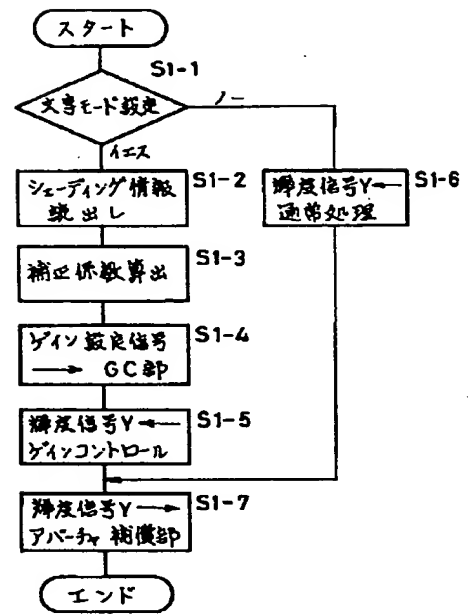 スタート
S1-1
文字モード設定
ノー
イエス
シェーディング情報
読出し
S1-2
輝度信号Y←
通常処理
S1-6
補正係数算出
S1-3
ゲイン設定信号
→ GC部
S1-4
輝度信号Y←
ゲインコントロール
S1-5
輝度信号Y→
アパーチャ補償部
S1-7
エンド